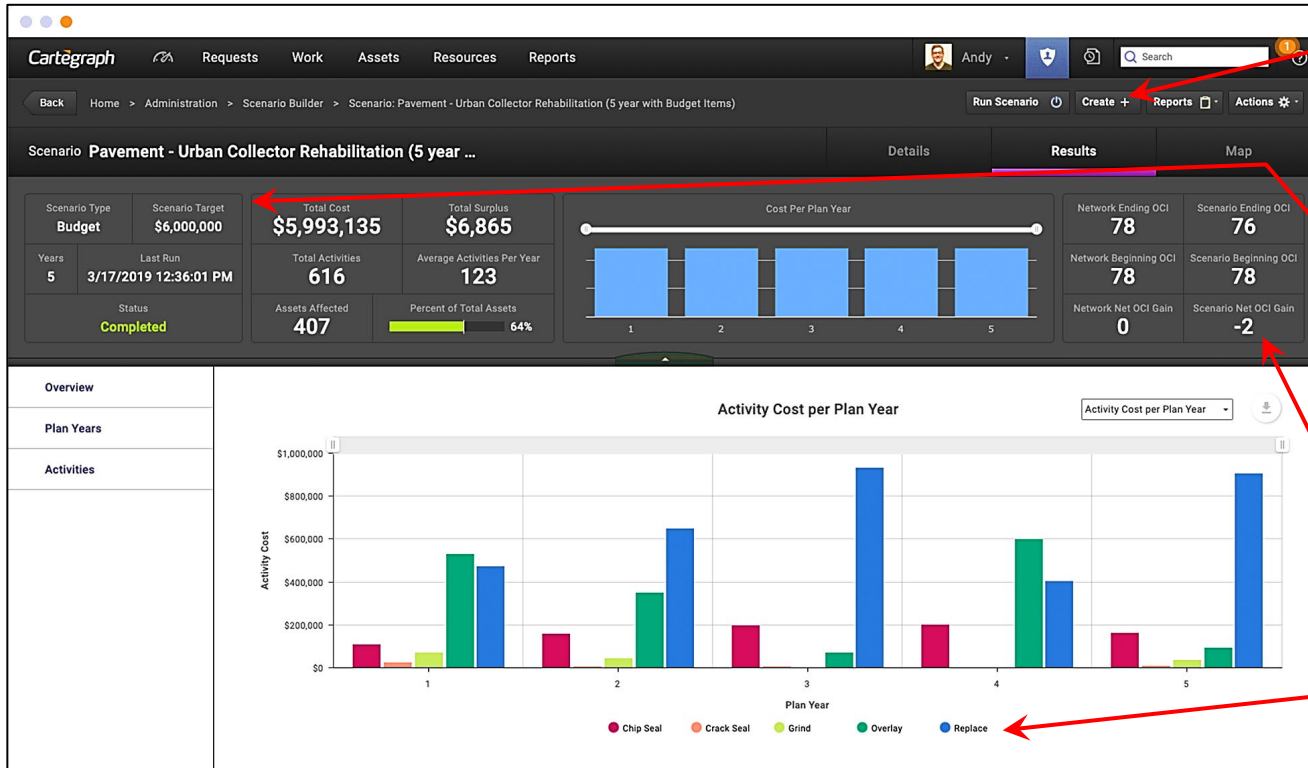 Cartēgraph Requests Work Assets Resources Reports Andy Search 1
Back Home > Administration > Scenario Builder > Scenario: Pavement - Urban Collector Rehabilitation (5 year with Budget Items) Run Scenario Create + Reports Actions
Scenario Pavement - Urban Collector Rehabilitation (5 year ... Details Results Map
Scenario Type
Budget
Scenario Target
$6,000,000
Years
5
Last Run
3/17/2019 12:36:01 PM
Status
Completed
Total Cost
$5,993,135
Total Surplus
$6,865
Total Activities
616
Average Activities Per Year
123
Assets Affected
407
Percent of Total Assets
64%
Cost Per Plan Year
1 2 3 4 5
Network Ending OCI
78
Scenario Ending OCI
76
Network Beginning OCI
78
Scenario Beginning OCI
78
Network Net OCI Gain
0
Scenario Net OCI Gain
-2
Overview
Plan Years
Activities
Activity Cost per Plan Year
Activity Cost per Plan Year
Activity Cost
$1,000,000
$800,000
$600,000
$400,000
$200,000
$0
1 2 3 4 5
Plan Year
Chip Seal Crack Seal Grind Overlay Replace